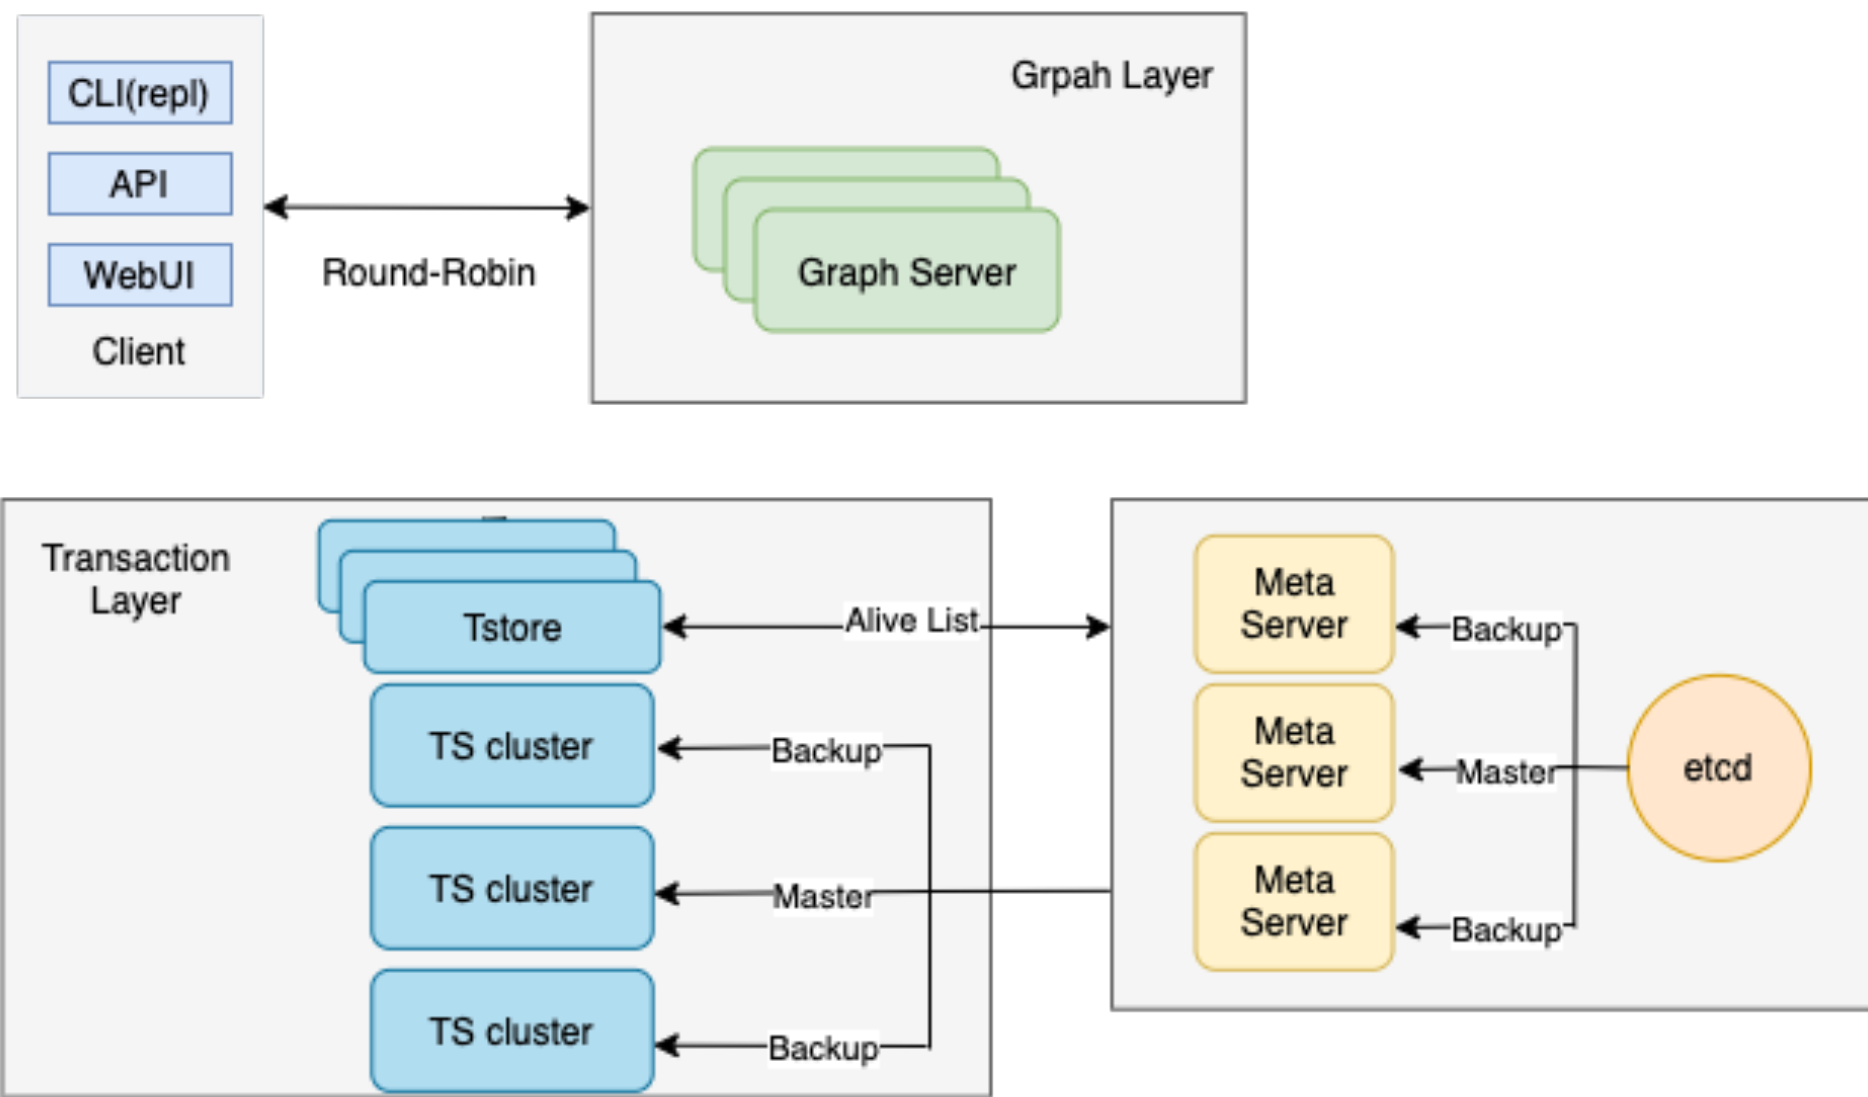 CLI(repl)
API
WebUI
Client
Round-Robin
Grpah Layer
Graph Server
Transaction
Layer
Tstore
Alive List
TS cluster
Backup
TS cluster
Master
TS cluster
Backup
Meta
Server
Backup
Meta
Server
Master
etcd
Meta
Server
Backup